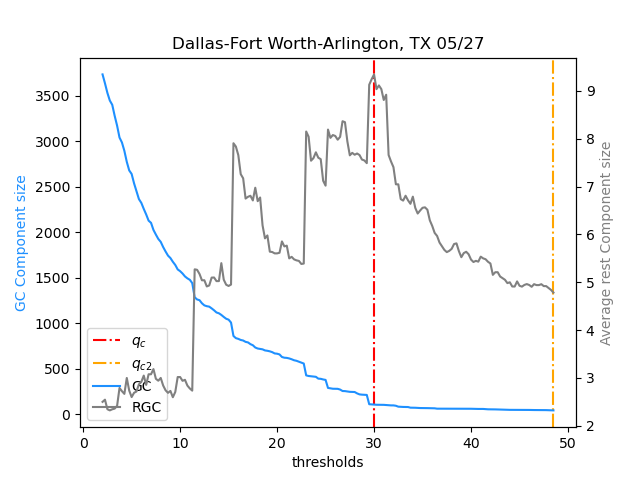 Dallas-Fort Worth-Arlington, TX 05/27
GC Component size
3500
3000
2500
2000
1500
1000
500
0
9
8
7
6
5
4
3
2
Average rest Component size
q_c
q_c2
GC
RGC
0 10 20 30 40 50
thresholds